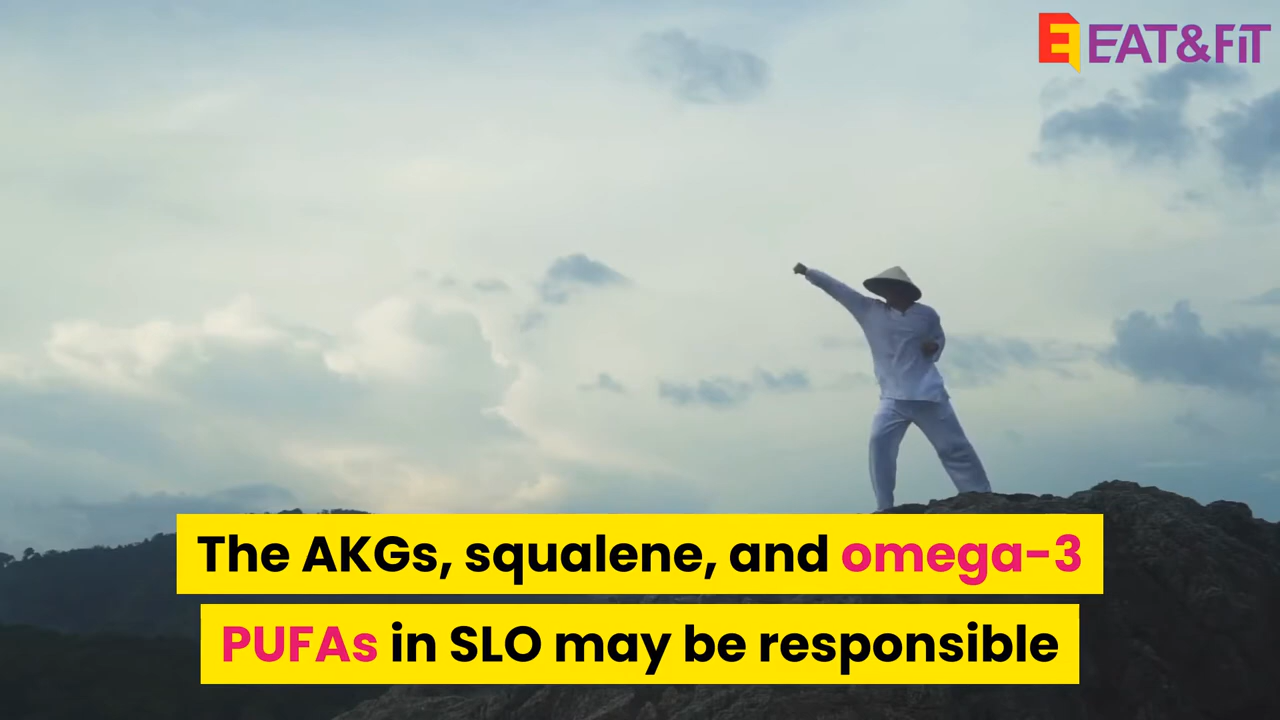 EAT&FiT
The AKGs, squalene, and omega-3
PUFAs in SLO may be responsible